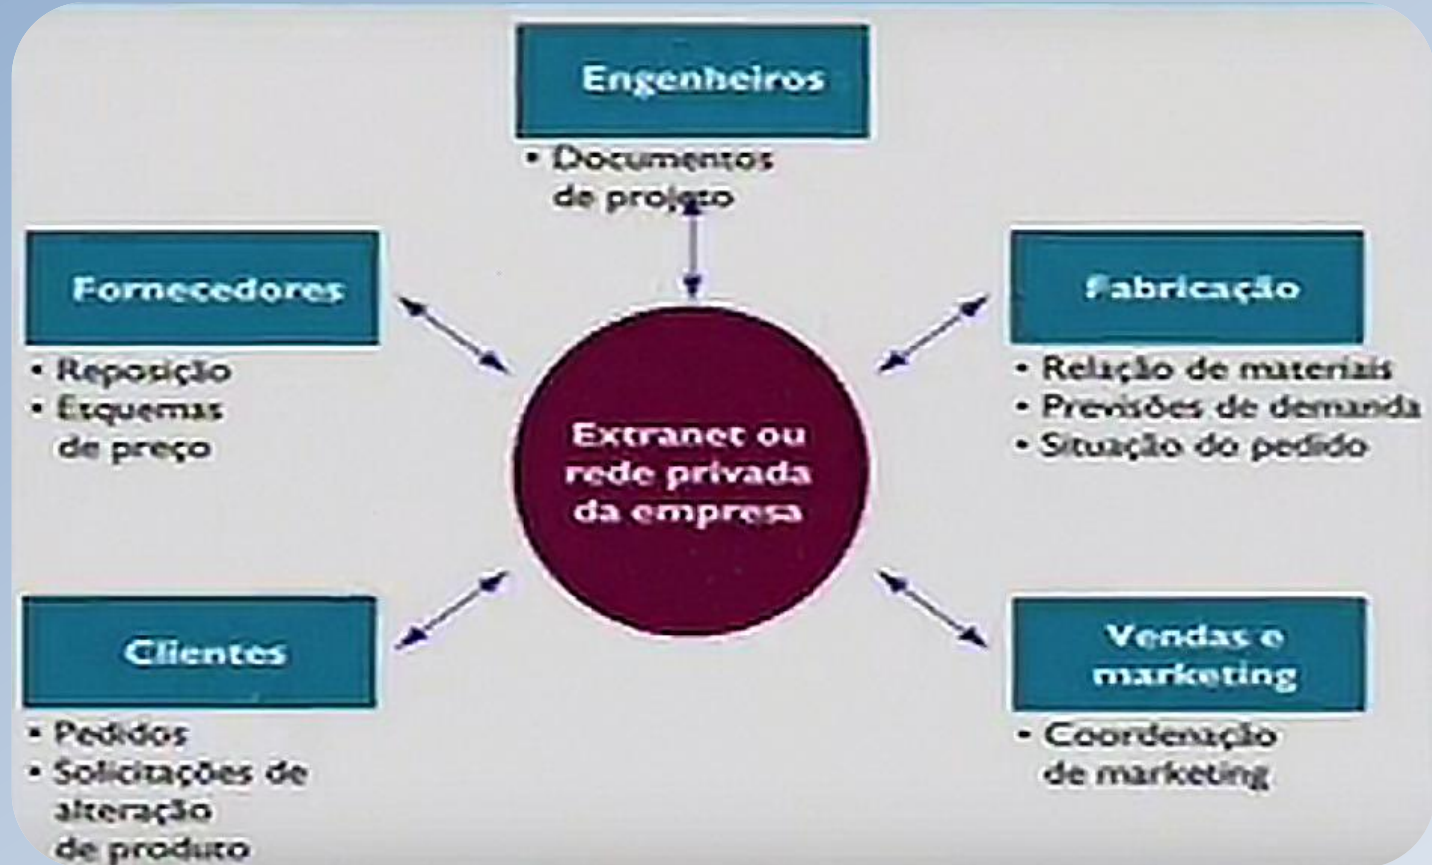 Engenheiros
• Documentos
de projeto
Fornecedores
• Reposição
• Esquemas
de preço
Fabricação
• Relação de materiais
• Previsões de demanda
• Situação do pedido
Extranet ou
rede privada
da empresa
Clientes
• Pedidos
• Solicitações de
alteração
de produto
Vendas e
marketing
• Coordenação
de marketing